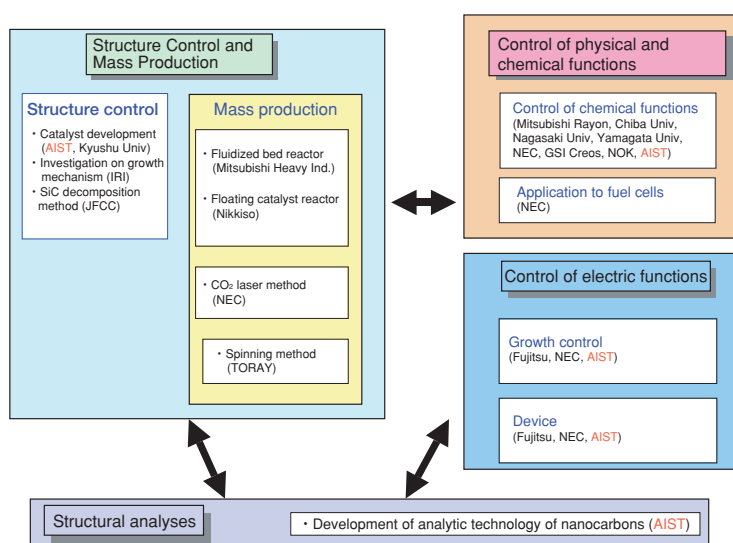 Structure Control and
Mass Production
Structure control
・ Catalyst development
(AIST, Kyushu Univ)
・ Investigation on growth
mechanism (IRI)
・ SiC decomposition
method (JFCC)
Mass production
・ Fluidized bed reactor
(Mitsubishi Heavy Ind.)
・ Floating catalyst reactor
(Nikkiso)
・ CO₂ laser method
(NEC)
・ Spinning method
(TORAY)
Control of physical and
chemical functions
Control of chemical functions
(Mitsubishi Rayon, Chiba Univ,
Nagasaki Univ, Yamagata Univ,
NEC, GSI Creos, NOK, AIST)
Application to fuel cells
(NEC)
Control of electric functions
Growth control
(Fujitsu, NEC, AIST)
Device
(Fujitsu, NEC, AIST)
Structural analyses
・ Development of analytic technology of nanocarbons (AIST)